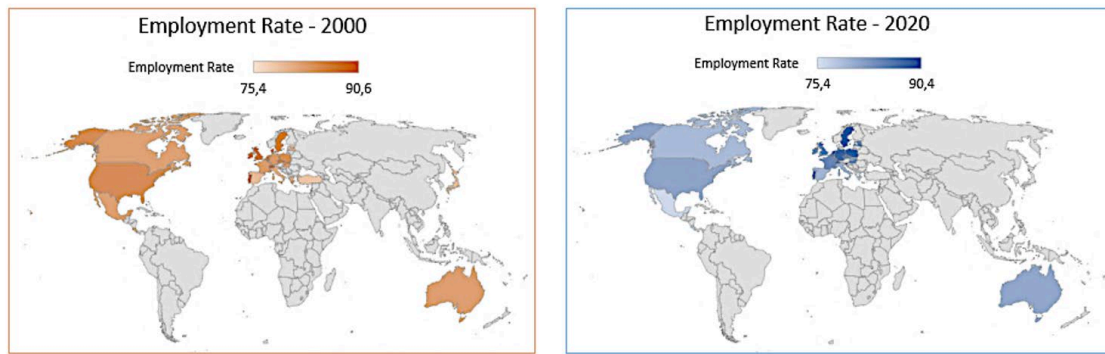 Employment Rate - 2000
Employment Rate
75,4
90,6
Employment Rate - 2020
Employment Rate
75,4
90,4